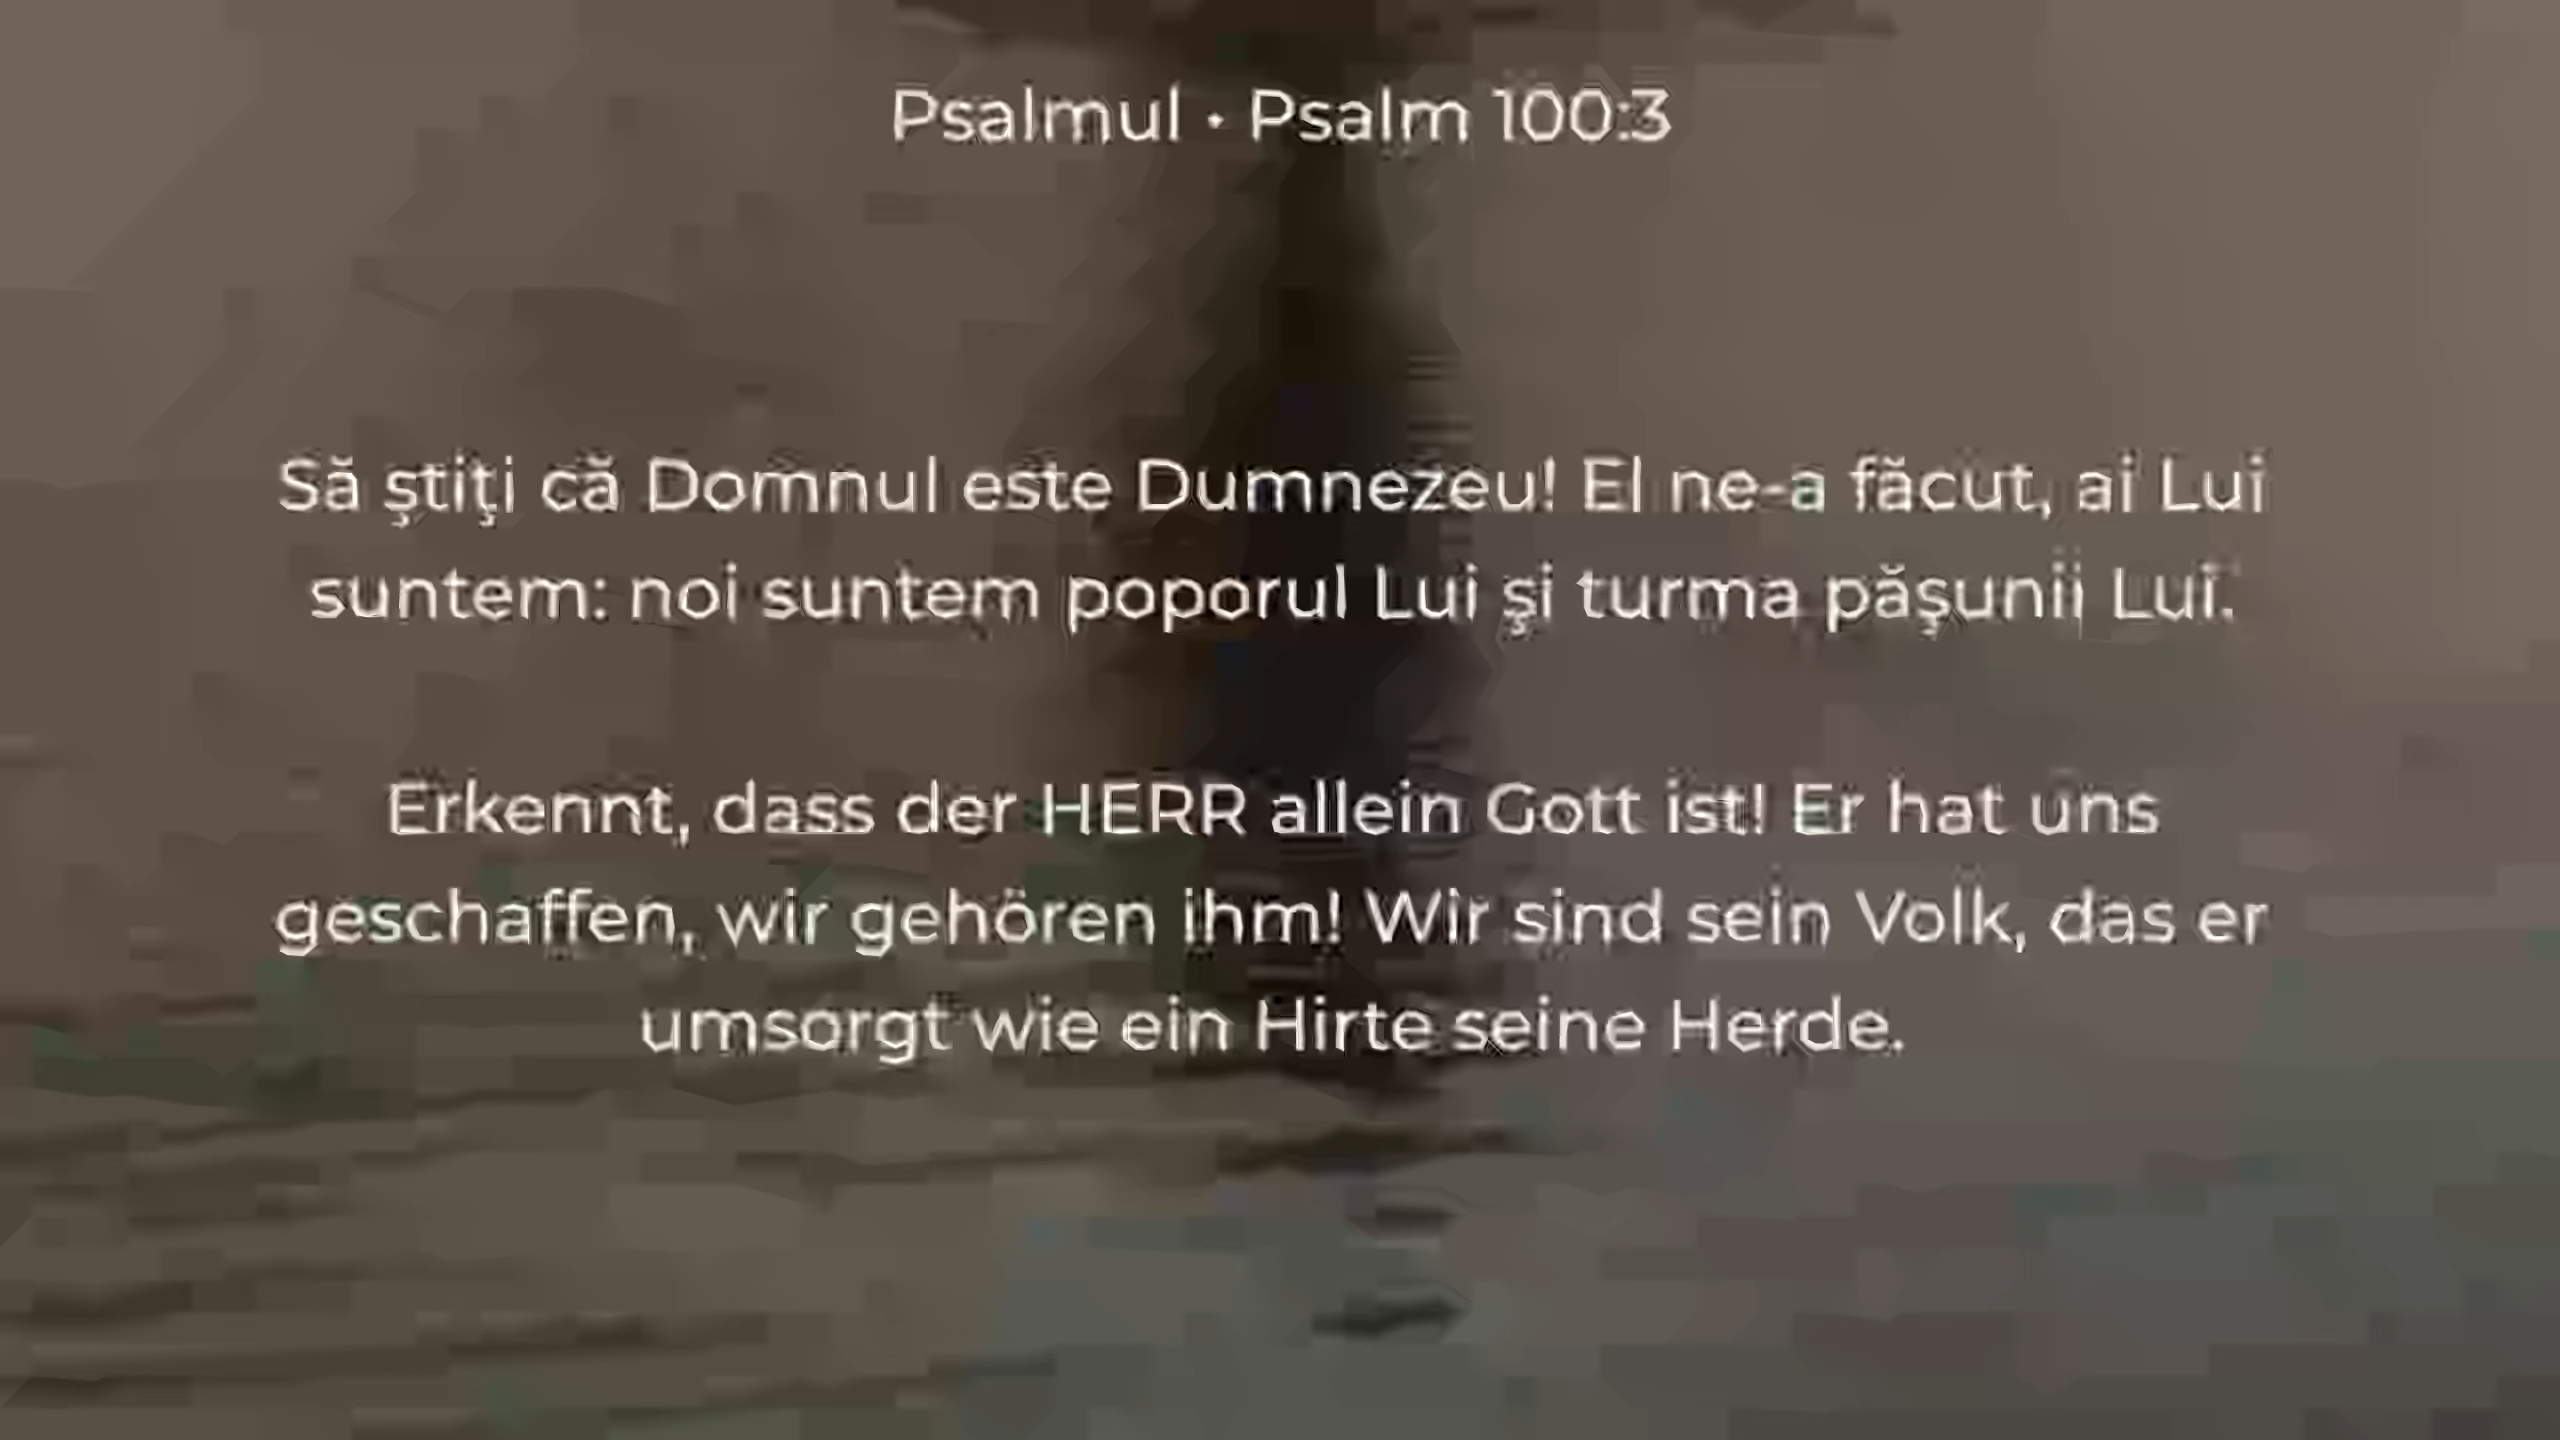 Psalmul • Psalm 100:3
Să ştiţi că Domnul este Dumnezeu! El ne-a făcut, ai Lui
suntem: noi suntem poporul Lui şi turma păşunii Lui.
Erkennt, dass der HERR allein Gott ist! Er hat uns
geschaffen, wir gehören ihm! Wir sind sein Volk, das er
umsorgt wie ein Hirte seine Herde.